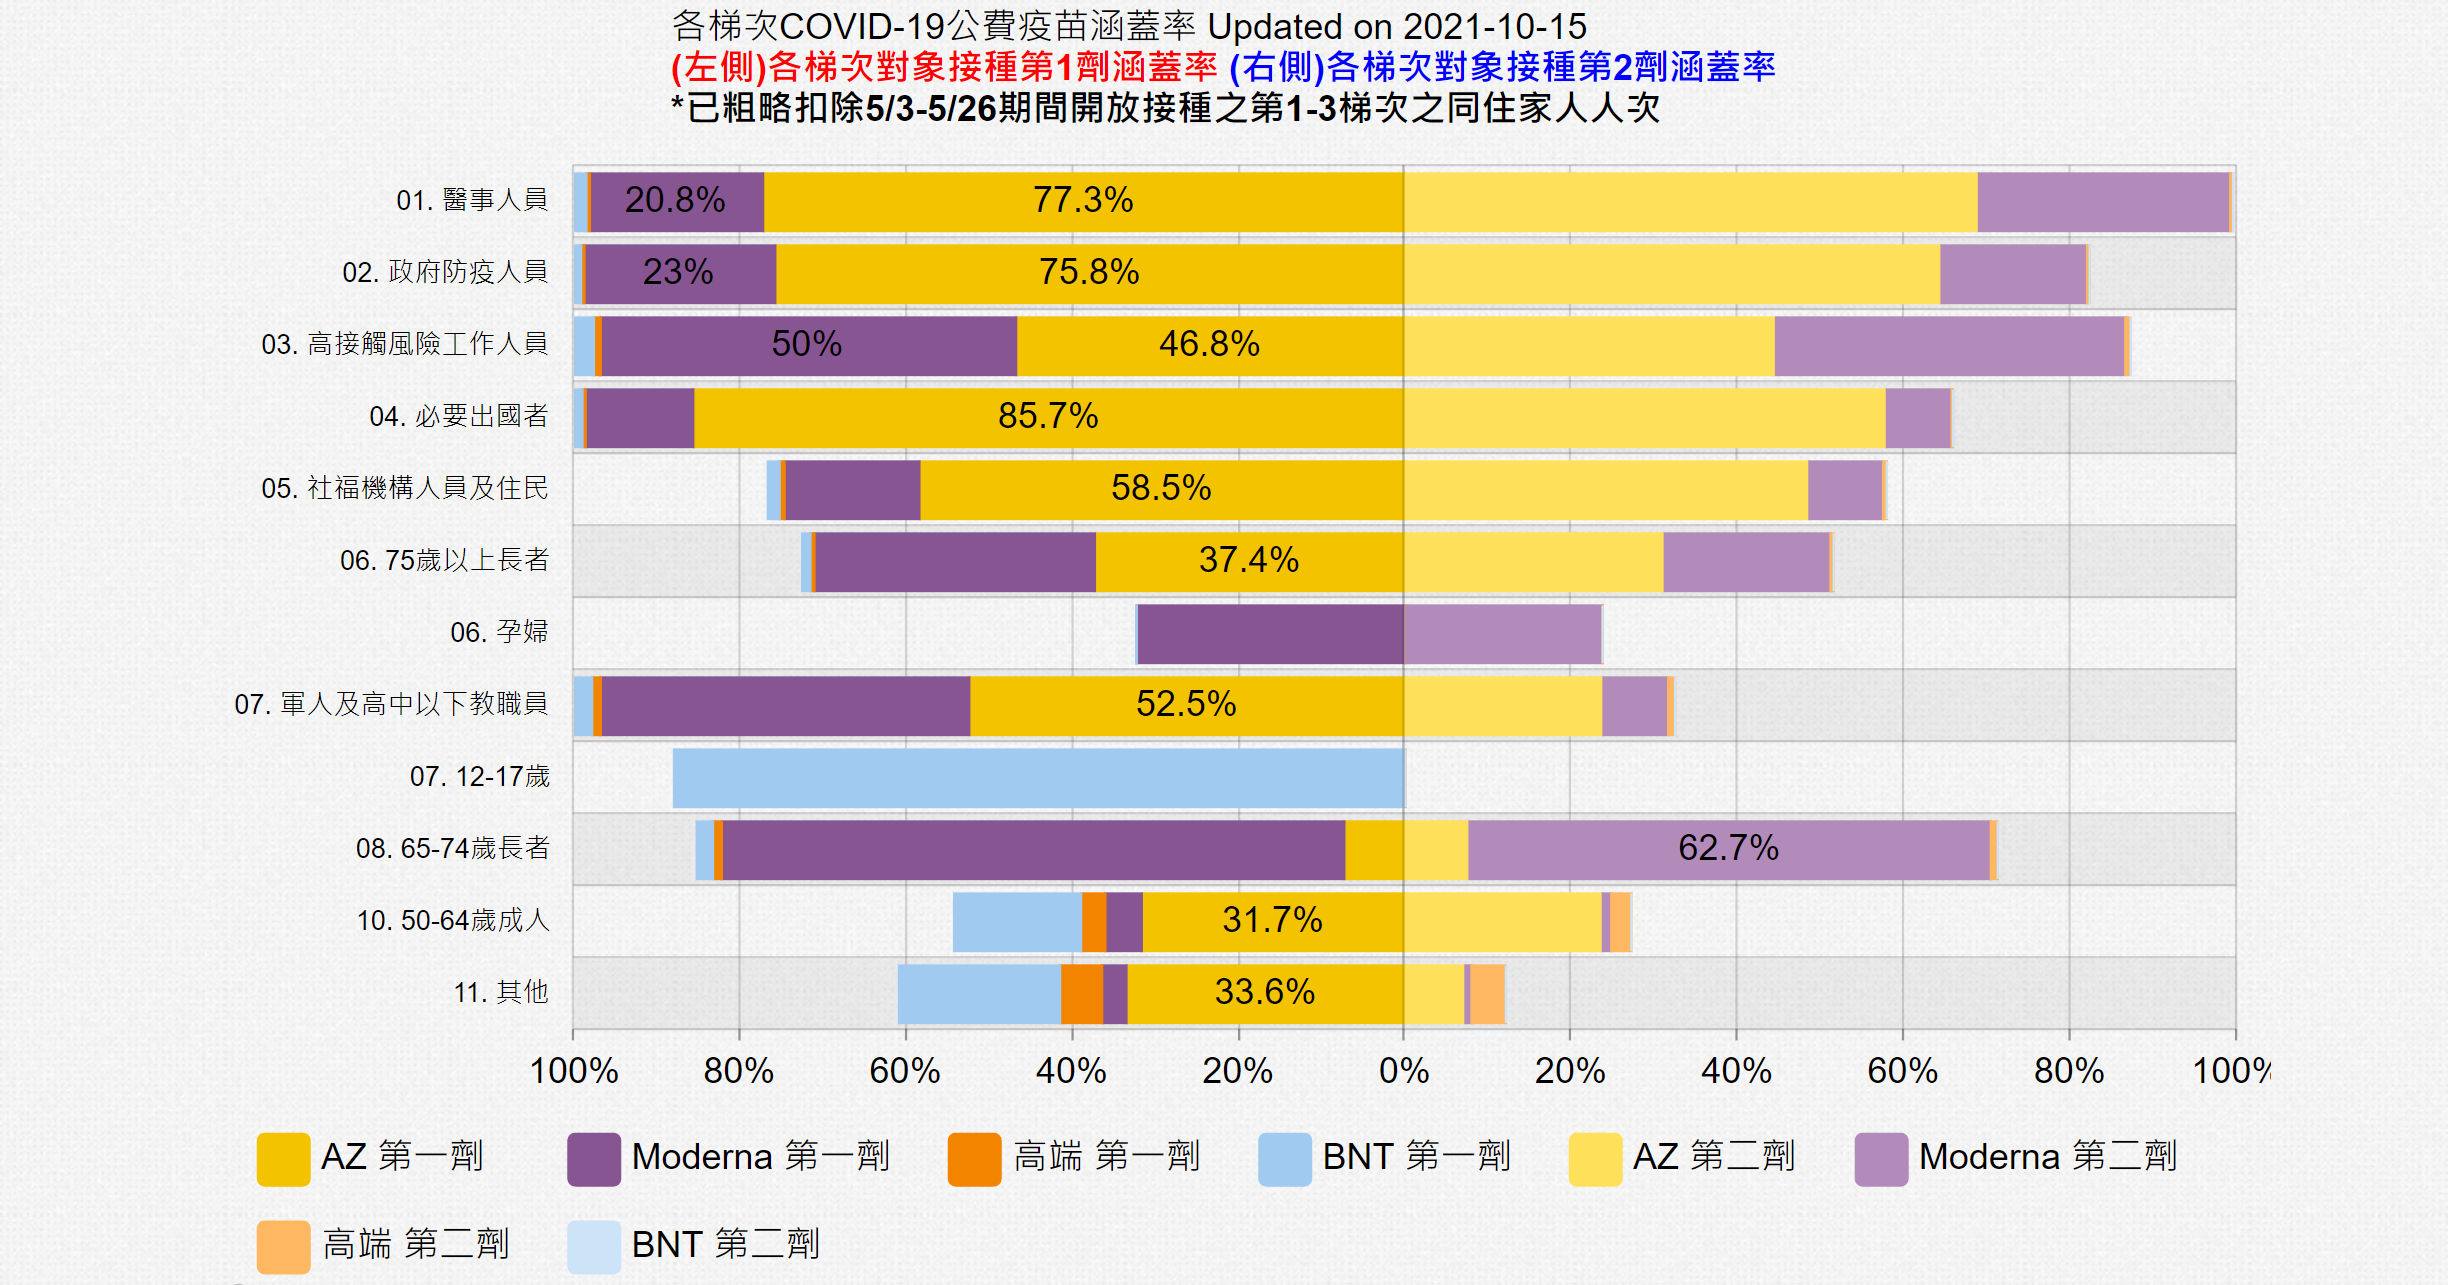 各梯次COVID-19公費疫苗涵蓋率 Updated on 2021-10-15
(左側)各梯次對象接種第1劑涵蓋率 (右側)各梯次對象接種第2劑涵蓋率
*已粗略扣除5/3-5/26期間開放接種之第1-3梯次之同住家人人次
01. 醫事人員 20.8% 77.3%
02. 政府防疫人員 23% 75.8%
03. 高接觸風險工作人員 50% 46.8%
04. 必要出國者 85.7%
05. 社福機構人員及住民 58.5%
06. 75歲以上長者 37.4%
06. 孕婦
07. 軍人及高中以下教職員 52.5%
07. 12-17歲
08. 65-74歲長者 62.7%
10. 50-64歲成人 31.7%
11. 其他 33.6%
100% 80% 60% 40% 20% 0% 20% 40% 60% 80% 100%
AZ 第一劑 Moderna 第一劑 高端 第一劑 BNT 第一劑 AZ 第二劑 Moderna 第二劑
高端 第二劑 BNT 第二劑